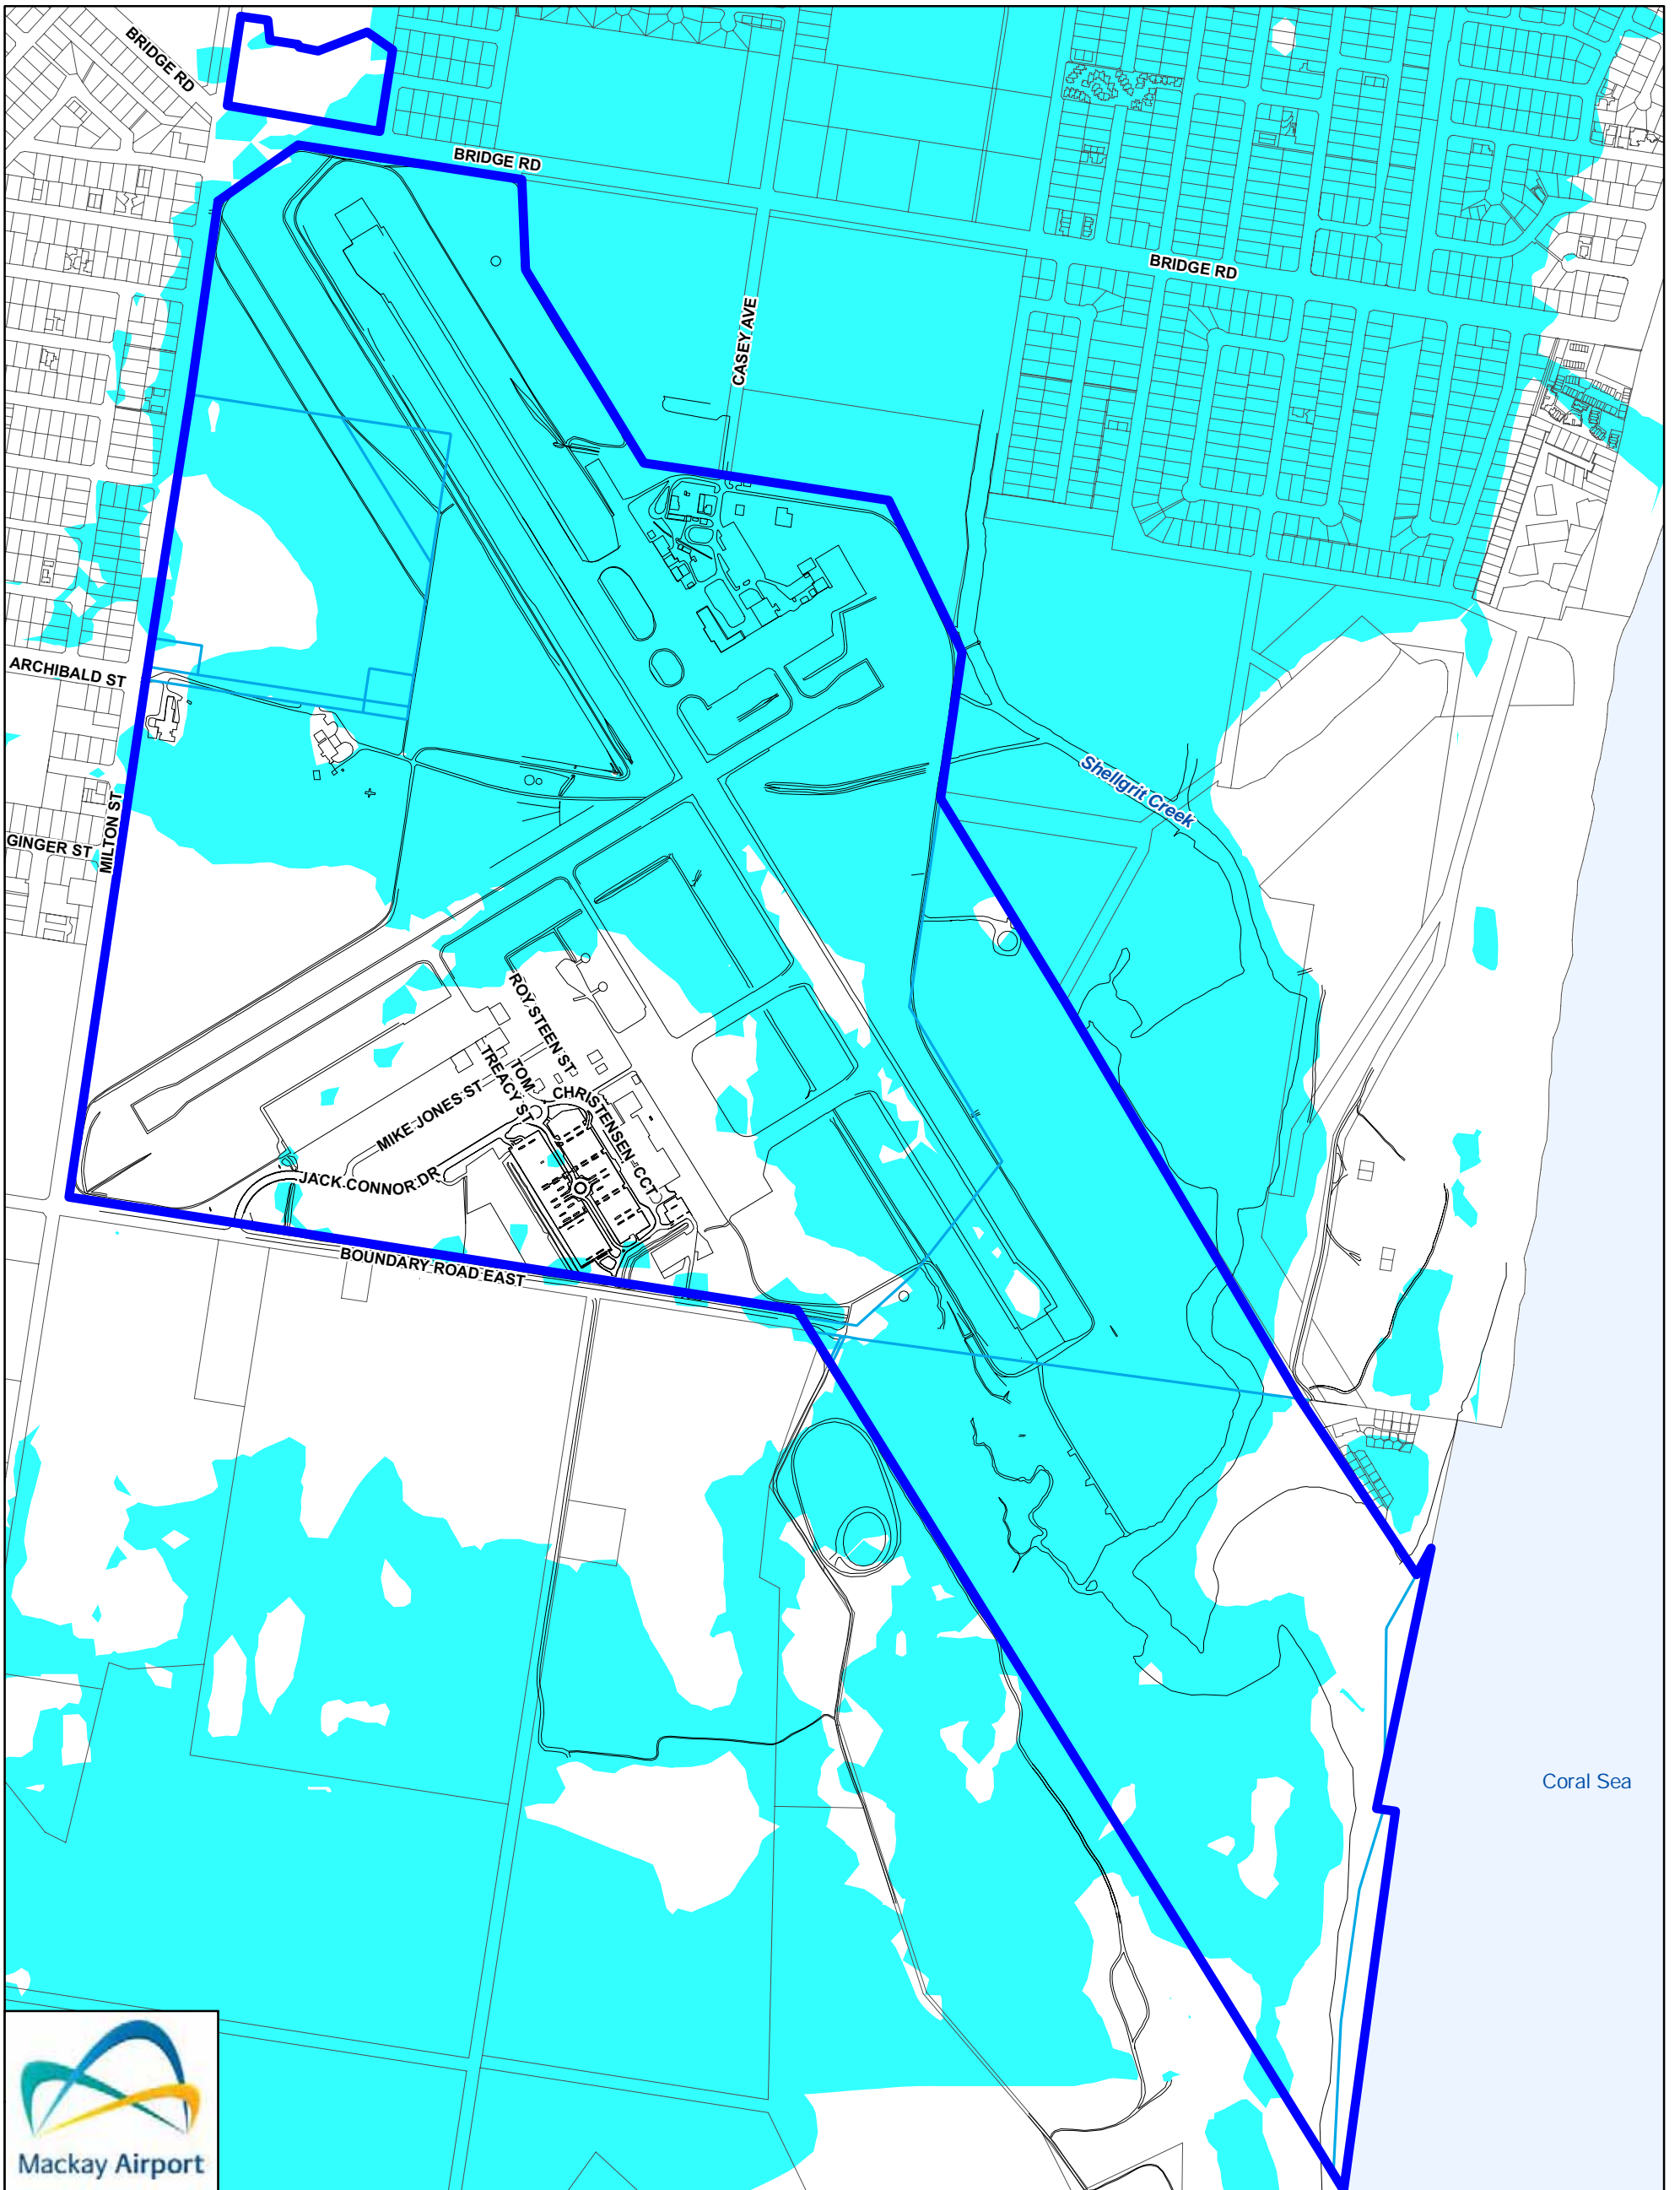 BRIDGE RD
BRIDGE RD
BRIDGE RD
CASEY AVE
ARCHIBALD ST
Shellgrit Creek
MILTON ST
GINGER ST
ROY STEEN ST
TOM
TREACY ST
CHRISTENSEN CCT
MIKE JONES ST
JACK CONNOR DR
BOUNDARY ROAD EAST
Coral Sea
Mackay Airport